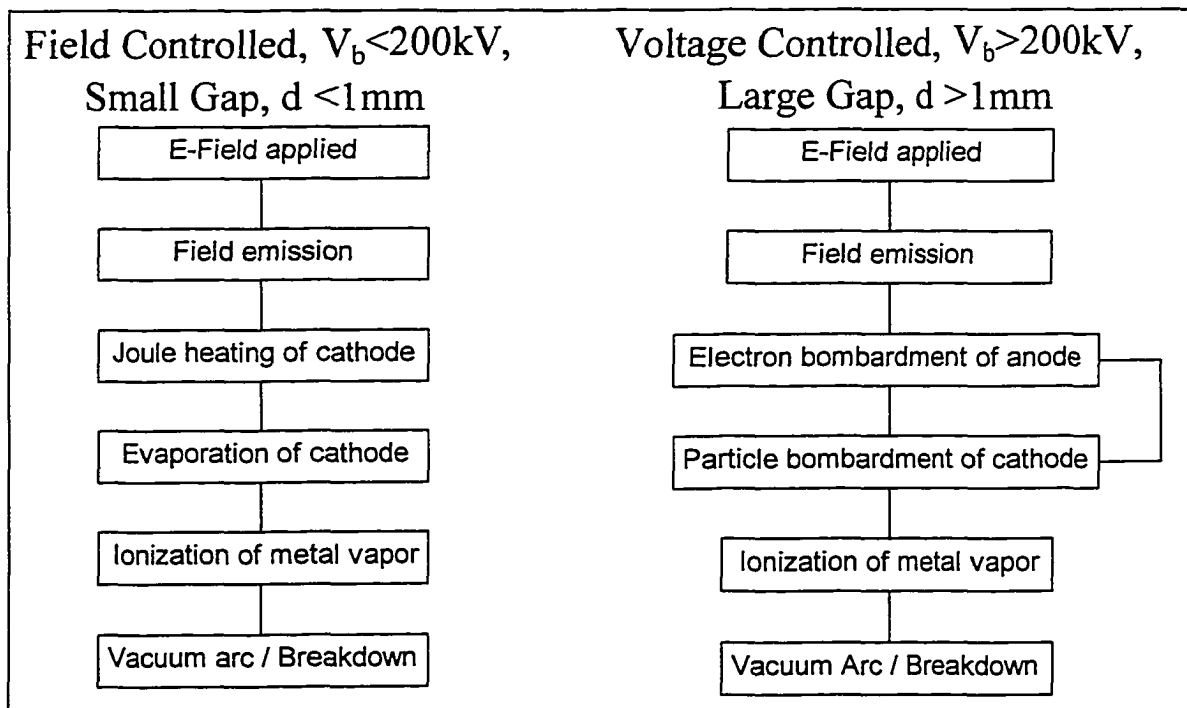 Field Controlled, Vb<200kV,
Small Gap, d <1mm
E-Field applied
Field emission
Joule heating of cathode
Evaporation of cathode
Ionization of metal vapor
Vacuum arc / Breakdown
Voltage Controlled, Vb>200kV,
Large Gap, d >1mm
E-Field applied
Field emission
Electron bombardment of anode
Particle bombardment of cathode
Ionization of metal vapor
Vacuum Arc / Breakdown